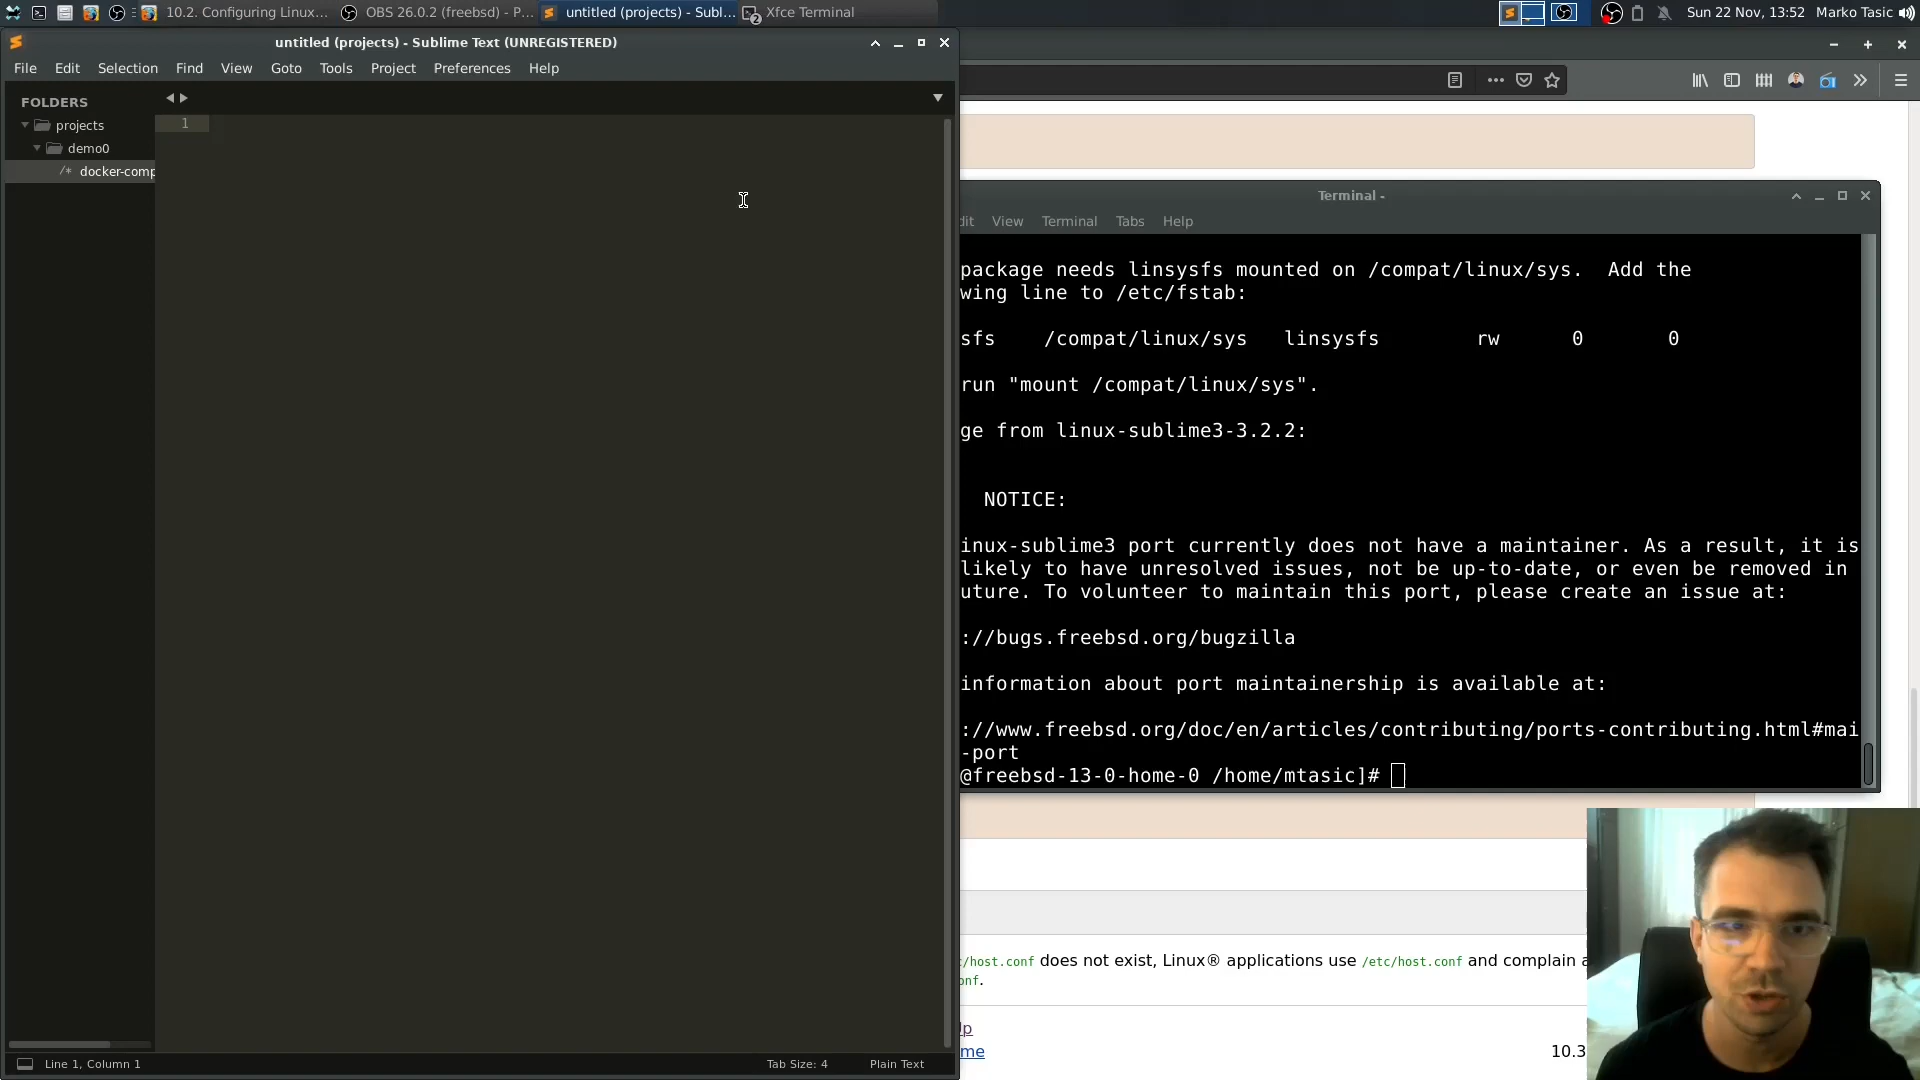 10.2. Configuring Linux...
OBS 26.0.2 (freebsd) - P...
untitled (projects) - Subl...
Xfce Terminal
Sun 22 Nov, 13:52
Marko Tasic
untitled (projects) - Sublime Text (UNREGISTERED)
File Edit Selection Find View Goto Tools Project Preferences Help
FOLDERS
projects
demo0
/* docker-comp
1
Line 1, Column 1
Tab Size: 4
Plain Text
Terminal -
dit View Terminal Tabs Help
package needs linsysfs mounted on /compat/linux/sys. Add the
wing line to /etc/fstab:
sfs /compat/linux/sys linsysfs rw 0 0
run "mount /compat/linux/sys".
ge from linux-sublime3-3.2.2:
NOTICE:
inux-sublime3 port currently does not have a maintainer. As a result, it is
likely to have unresolved issues, not be up-to-date, or even be removed in
uture. To volunteer to maintain this port, please create an issue at:
://bugs.freebsd.org/bugzilla
information about port maintainership is available at:
://www.freebsd.org/doc/en/articles/contributing/ports-contributing.html#mai
-port
@freebsd-13-0-home-0 /home/mtasic]#
c/host.conf does not exist, Linux® applications use /etc/host.conf and complain a
onf.
Up
me
10.3